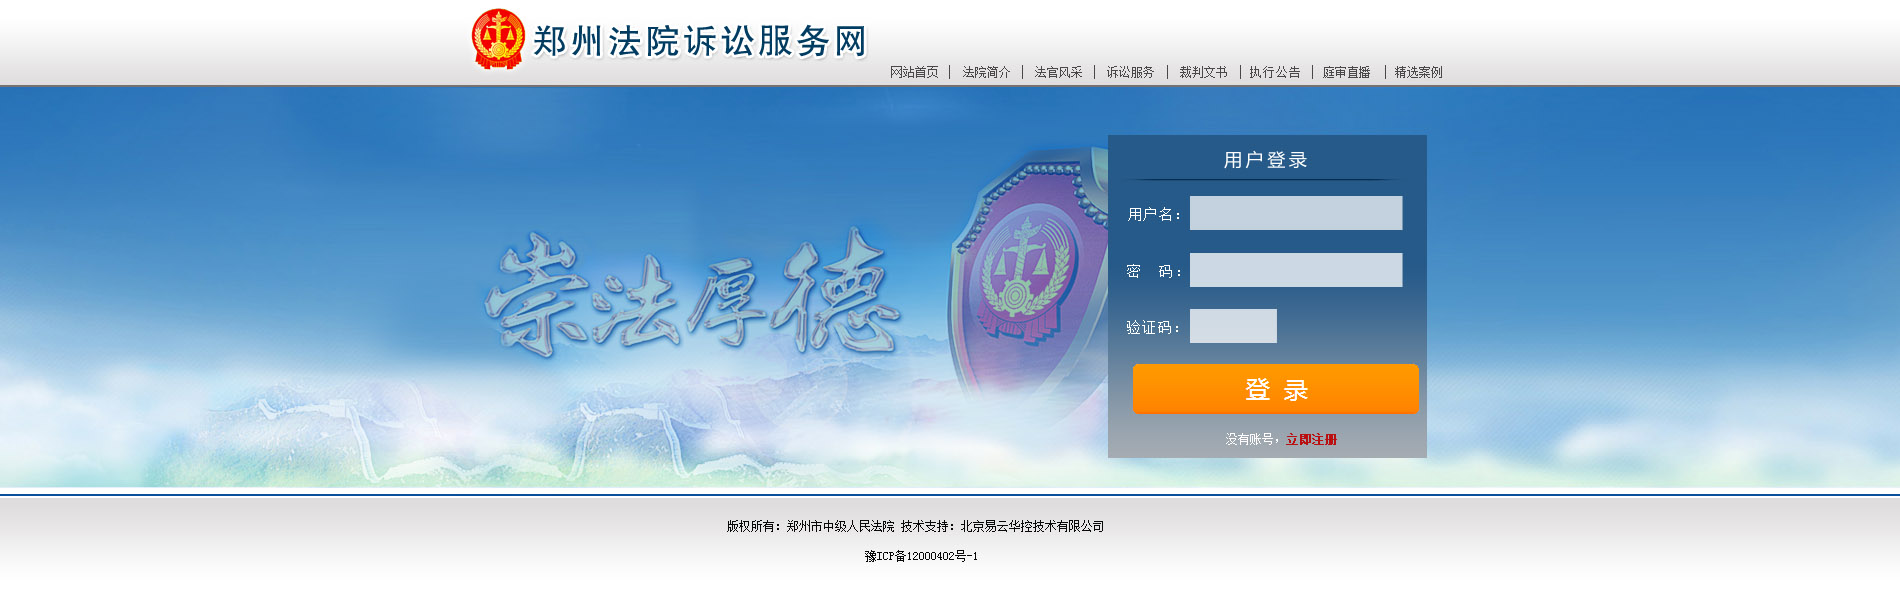 郑州法院诉讼服务网
网站首页 | 法院简介 | 法官风采 | 诉讼服务 | 裁判文书 | 执行公告 | 庭审直播 | 精选案例
崇法厚德
用户登录
用户名：
密 码：
验证码：
登 录
没有账号，立即注册
版权所有：郑州市中级人民法院 技术支持：北京易云华控技术有限公司
豫ICP备12000402号-1